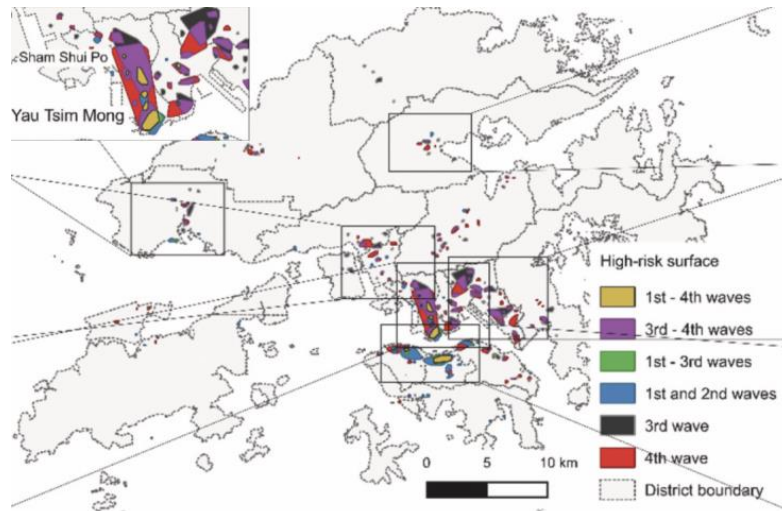 Sham Shui Po
Yau Tsim Mong
High-risk surface
1st - 4th waves
3rd - 4th waves
1st - 3rd waves
1st and 2nd waves
3rd wave
4th wave
District boundary
0 5 10 km